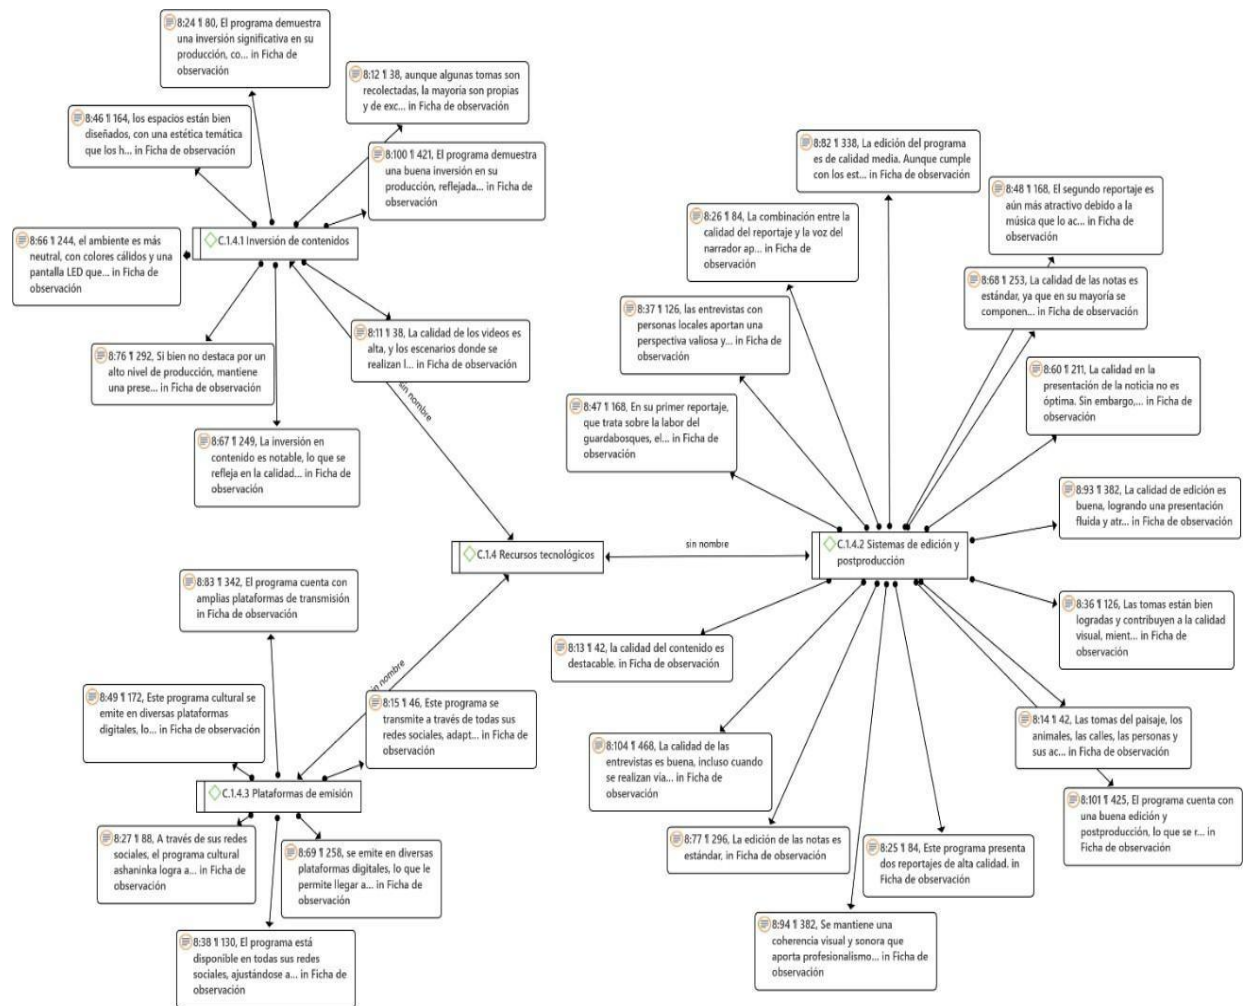 8:24 ¶ 80, El programa demuestra
una inversión significativa en su
producción, co... in Ficha de
observación
8:12 ¶ 38, aunque algunas tomas son
recolectadas, la mayoría son propias
y de exc... in Ficha de observación
8:46 ¶ 164, los espacios están bien
diseñados, con una estética temática
que los h... in Ficha de observación
8:100 ¶ 421, El programa demuestra
una buena inversión en su
producción, reflejada... in Ficha de
observación
8:66 ¶ 244, el ambiente es más
neutral, con colores cálidos y una
pantalla LED que... in Ficha de
observación
C.1.4.1 Inversión de contenidos
8:76 ¶ 292, Si bien no destaca por un
alto nivel de producción, mantiene
una prese... in Ficha de observación
8:11 ¶ 38, La calidad de los videos es
alta, y los escenarios donde se
realizan l... in Ficha de observación
8:67 ¶ 249, La inversión en
contenido es notable, lo que se
refleja en la calidad... in Ficha de
observación
sin nombre
C.1.4 Recursos tecnológicos
sin nombre
C.1.4.2 Sistemas de edición y
postproducción
8:82 ¶ 338, La edición del programa
es de calidad media. Aunque cumple
con los est... in Ficha de observación
8:48 ¶ 168, El segundo reportaje es
aún más atractivo debido a la
música que lo ac... in Ficha de
observación
8:26 ¶ 84, La combinación entre la
calidad del reportaje y la voz del
narrador ap... in Ficha de
observación
8:68 ¶ 253, La calidad de las notas es
estándar, ya que en su mayoría se
componen... in Ficha de observación
8:37 ¶ 126, las entrevistas con
personas locales aportan una
perspectiva valiosa y... in Ficha de
observación
8:60 ¶ 211, La calidad en la
presentación de la noticia no es
óptima. Sin embargo,... in Ficha de
observación
8:47 ¶ 168, En su primer reportaje,
que trata sobre la labor del
guardabosques, el... in Ficha de
observación
8:93 ¶ 382, La calidad de edición es
buena, logrando una presentación
fluida y atr... in Ficha de observación
8:36 ¶ 126, Las tomas están bien
logradas y contribuyen a la calidad
visual, mient... in Ficha de
observación
8:13 ¶ 42, la calidad del contenido es
destacable. in Ficha de observación
8:14 ¶ 42, Las tomas del paisaje, los
animales, las calles, las personas y
sus ac... in Ficha de observación
8:104 ¶ 468, La calidad de las
entrevistas es buena, incluso cuando
se realizan vía... in Ficha de
observación
8:101 ¶ 425, El programa cuenta con
una buena edición y
postproducción, lo que se r... in
Ficha de observación
8:77 ¶ 296, La edición de las notas es
estándar, in Ficha de observación
8:25 ¶ 84, Este programa presenta
dos reportajes de alta calidad. in
Ficha de observación
8:94 ¶ 382, Se mantiene una
coherencia visual y sonora que
aporta profesionalismo... in Ficha de
observación
8:83 ¶ 342, El programa cuenta con
amplias plataformas de transmisión
in Ficha de observación
sin nombre
8:49 ¶ 172, Este programa cultural se
emite en diversas plataformas
digitales, lo... in Ficha de
observación
8:15 ¶ 46, Este programa se
transmite a través de todas sus
redes sociales, adapt... in Ficha de
observación
C.1.4.3 Plataformas de emisión
8:27 ¶ 88, A través de sus redes
sociales, el programa cultural
ashaninka logra a... in Ficha de
observación
8:69 ¶ 258, se emite en diversas
plataformas digitales, lo que le
permite llegar a... in Ficha de
observación
8:38 ¶ 130, El programa está
disponible en todas sus redes
sociales, ajustándose a... in Ficha de
observación